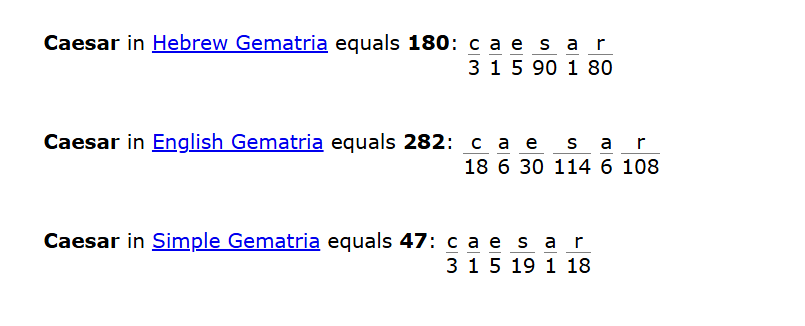 Caesar in Hebrew Gematria equals 180: c a e s a r
3 1 5 90 1 80
Caesar in English Gematria equals 282: c a e s a r
18 6 30 114 6 108
Caesar in Simple Gematria equals 47: c a e s a r
3 1 5 19 1 18